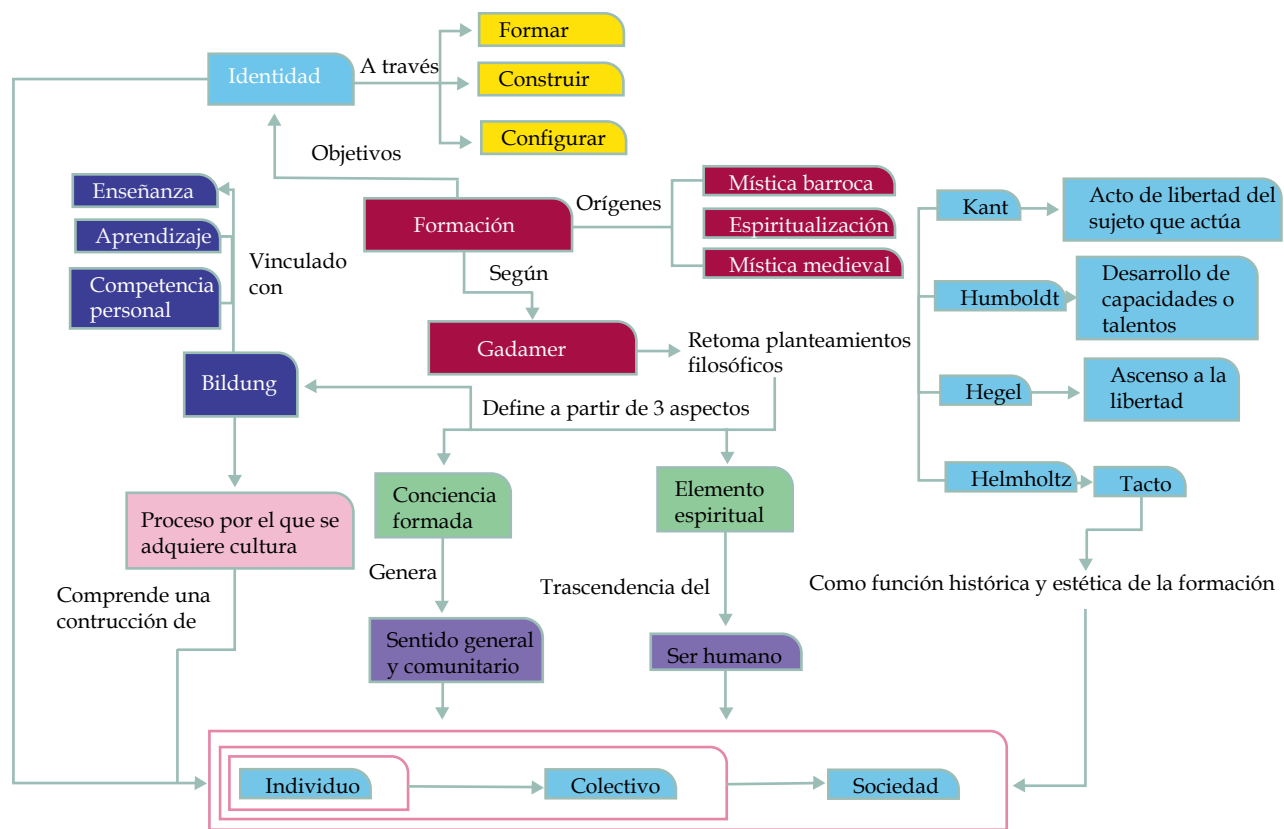 Formar
Identidad
A través
Construir
Configurar
Objetivos
Enseñanza
Aprendizaje
Competencia
personal
Vinculado
con
Formación
Orígenes
Mística barroca
Espiritualización
Mística medieval
Según
Gadamer
Retoma planteamientos
filosóficos
Kant
Acto de libertad del
sujeto que actúa
Humboldt
Desarrollo de
capacidades o
talentos
Hegel
Ascenso a la
libertad
Helmholtz
Tacto
Bildung
Define a partir de 3 aspectos
Proceso por el que se
adquiere cultura
Conciencia
formada
Elemento
espiritual
Comprende una
contrucción de
Genera
Trascendencia del
Como función histórica y estética de la formación
Sentido general
y comunitario
Ser humano
Individuo
Colectivo
Sociedad